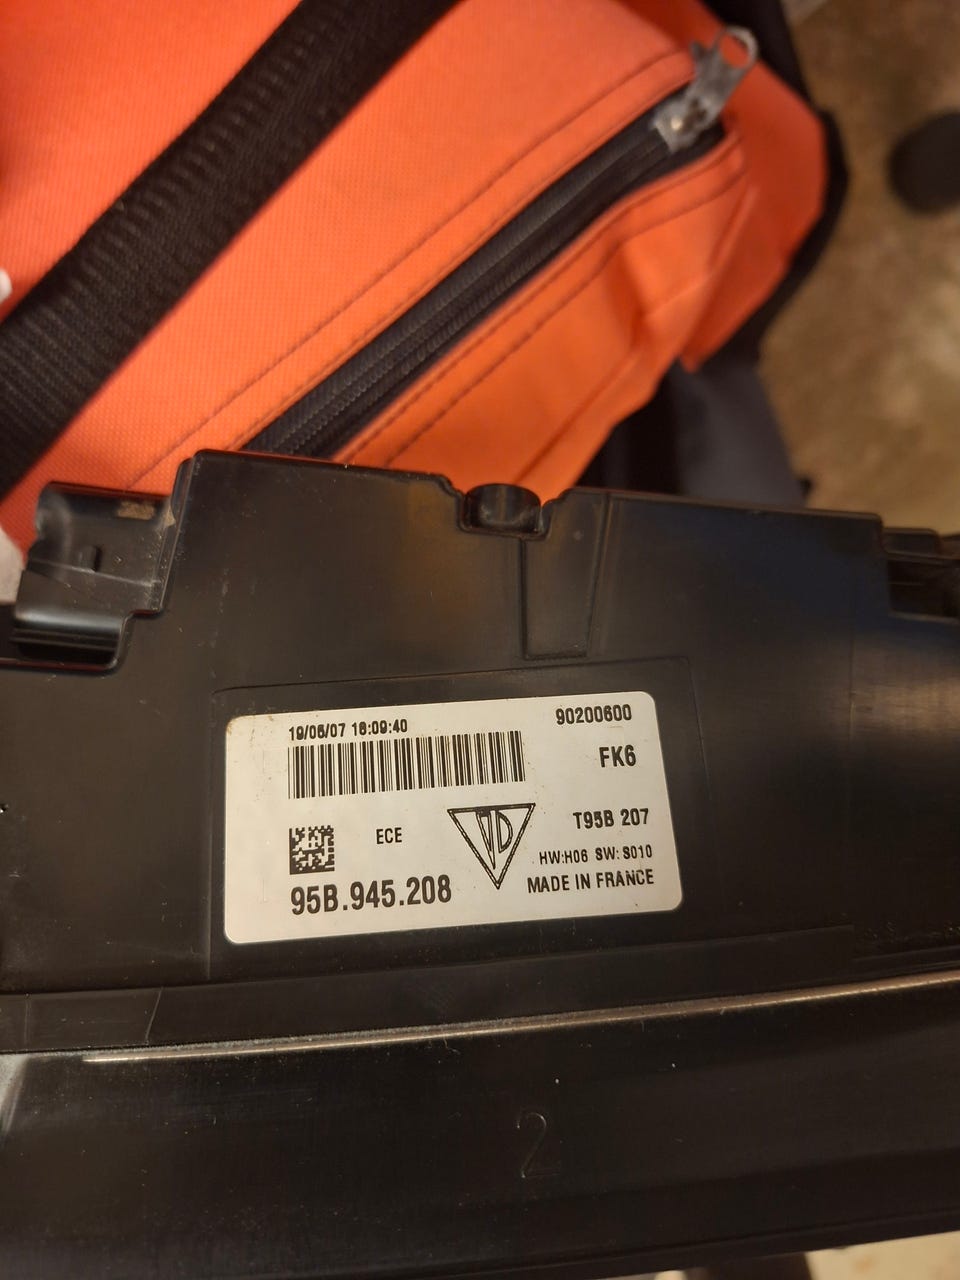 19/06/07 16:09:40
90200600
FK6
ECE
T95B 207
HW:H06 SW: S010
95B.945.208
MADE IN FRANCE
2